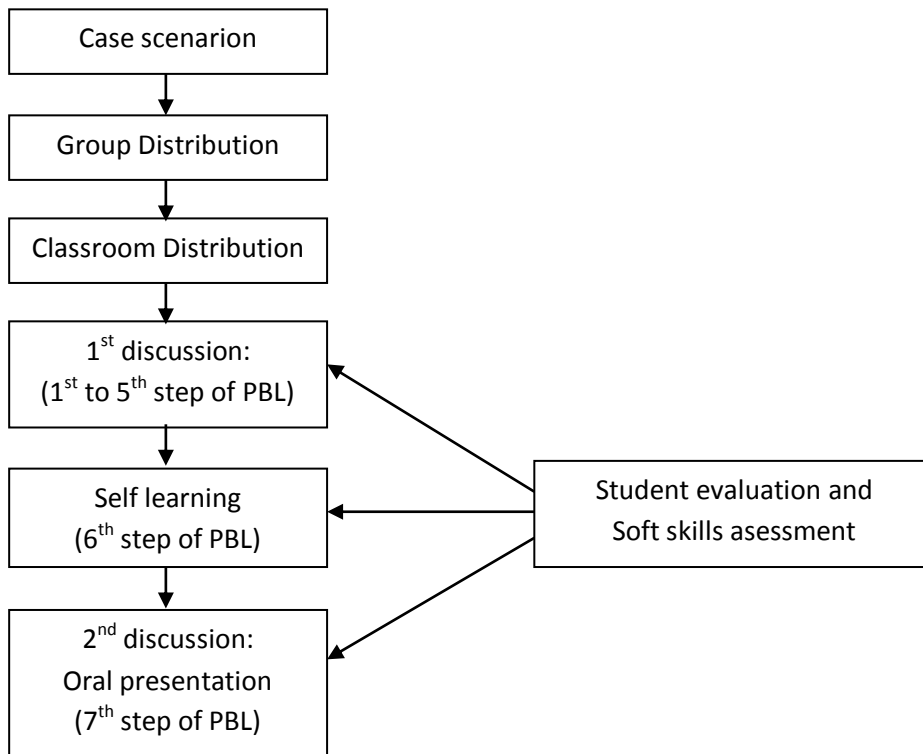 Case scenarion
Group Distribution
Classroom Distribution
1st discussion:
(1st to 5th step of PBL)
Self learning
(6th step of PBL)
Student evaluation and
Soft skills asessment
2nd discussion:
Oral presentation
(7th step of PBL)